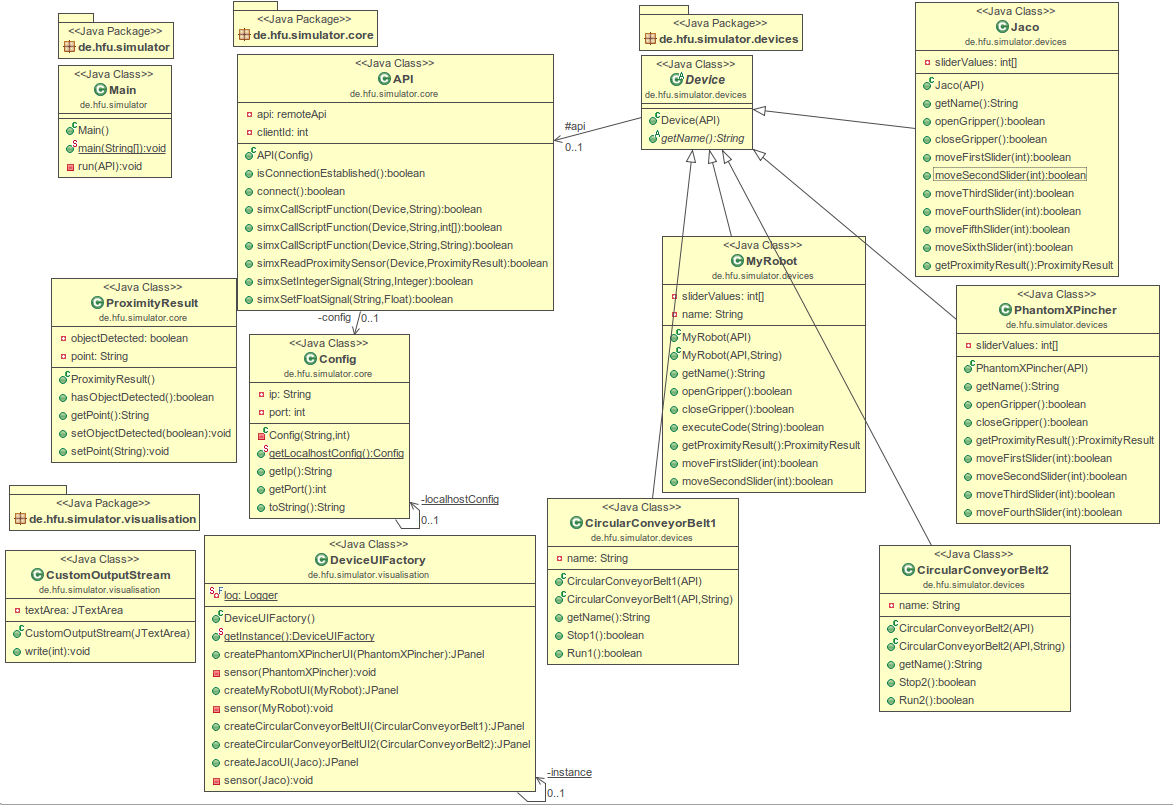 <<Java Package>>
de.hfu.simulator
<<Java Class>>
Main
de.hfu.simulator
Main()
main(String[]):void
run(API):void
<<Java Package>>
de.hfu.simulator.core
<<Java Class>>
API
de.hfu.simulator.core
api: remoteApi
clientId: int
API(Config)
isConnectionEstablished():boolean
connect():boolean
simxCallScriptFunction(Device,String):boolean
simxCallScriptFunction(Device,String,int[]):boolean
simxCallScriptFunction(Device,String,String):boolean
simxReadProximitySensor(Device,ProximityResult):boolean
simxSetIntegerSignal(String,Integer):boolean
simxSetFloatSignal(String,Float):boolean
-config
0..1
#api
0..1
<<Java Package>>
de.hfu.simulator.devices
<<Java Class>>
Device
de.hfu.simulator.devices
Device(API)
getName():String
<<Java Class>>
Jaco
de.hfu.simulator.devices
sliderValues: int[]
Jaco(API)
getName():String
openGripper():boolean
closeGripper():boolean
moveFirstSlider(int):boolean
moveSecondSlider(int):boolean
moveThirdSlider(int):boolean
moveFourthSlider(int):boolean
moveFifthSlider(int):boolean
moveSixthSlider(int):boolean
getProximityResult():ProximityResult
<<Java Class>>
MyRobot
de.hfu.simulator.devices
sliderValues: int[]
name: String
MyRobot(API)
MyRobot(API,String)
getName():String
openGripper():boolean
closeGripper():boolean
executeCode(String):boolean
getProximityResult():ProximityResult
moveFirstSlider(int):boolean
moveSecondSlider(int):boolean
<<Java Class>>
PhantomXPincher
de.hfu.simulator.devices
sliderValues: int[]
PhantomXPincher(API)
getName():String
openGripper():boolean
closeGripper():boolean
getProximityResult():ProximityResult
moveFirstSlider(int):boolean
moveSecondSlider(int):boolean
moveThirdSlider(int):boolean
moveFourthSlider(int):boolean
<<Java Class>>
ProximityResult
de.hfu.simulator.core
objectDetected: boolean
point: String
ProximityResult()
hasObjectDetected():boolean
getPoint():String
setObjectDetected(boolean):void
setPoint(String):void
<<Java Class>>
Config
de.hfu.simulator.core
ip: String
port: int
Config(String,int)
getLocalhostConfig():Config
getIp():String
getPort():int
toString():String
-localhostConfig
0..1
<<Java Package>>
de.hfu.simulator.visualisation
<<Java Class>>
CustomOutputStream
de.hfu.simulator.visualisation
textArea: JTextArea
CustomOutputStream(JTextArea)
write(int):void
<<Java Class>>
DeviceUIFactory
de.hfu.simulator.visualisation
log: Logger
DeviceUIFactory()
getInstance():DeviceUIFactory
createPhantomXPincherUI(PhantomXPincher):JPanel
sensor(PhantomXPincher):void
createMyRobotUI(MyRobot):JPanel
sensor(MyRobot):void
createCircularConveyorBeltUI(CircularConveyorBelt1):JPanel
createCircularConveyorBeltUI2(CircularConveyorBelt2):JPanel
createJacoUI(Jaco):JPanel
sensor(Jaco):void
-instance
0..1
<<Java Class>>
CircularConveyorBelt1
de.hfu.simulator.devices
name: String
CircularConveyorBelt1(API)
CircularConveyorBelt1(API,String)
getName():String
Stop1():boolean
Run1():boolean
<<Java Class>>
CircularConveyorBelt2
de.hfu.simulator.devices
name: String
CircularConveyorBelt2(API)
CircularConveyorBelt2(API,String)
getName():String
Stop2():boolean
Run2():boolean